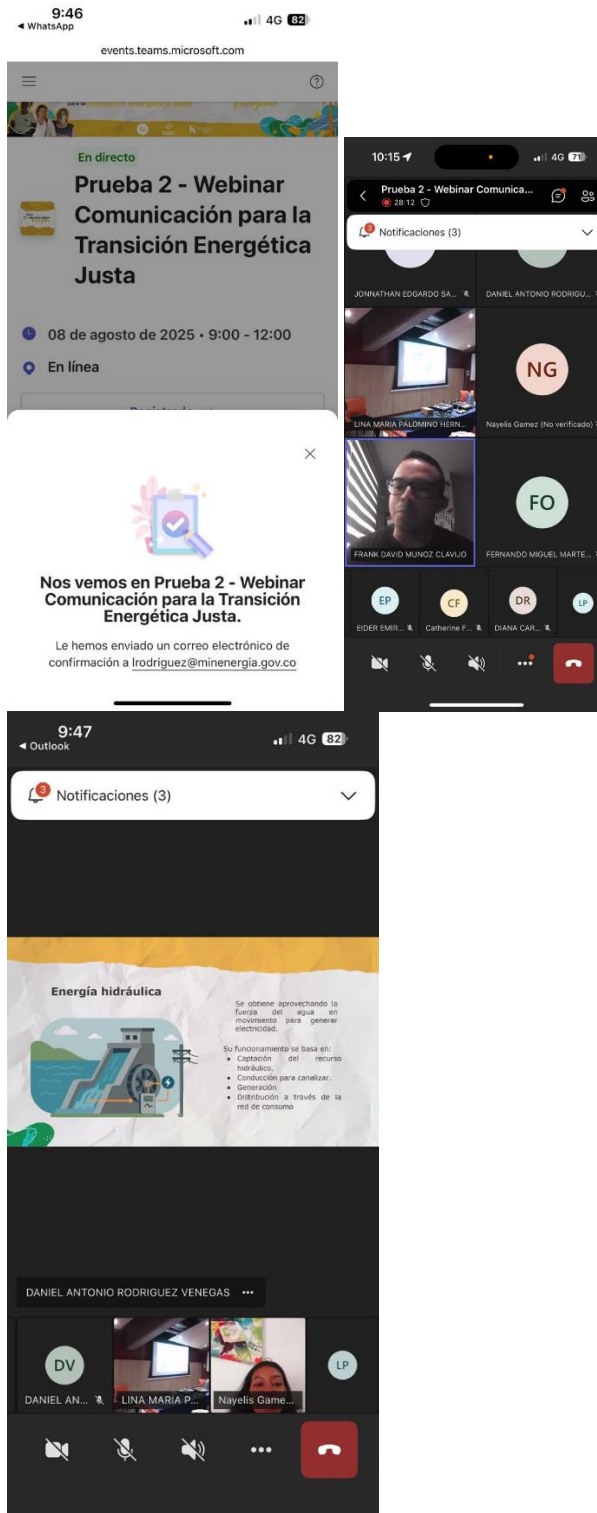 9:46
◀ WhatsApp
4G 82
events.teams.microsoft.com
En directo
Prueba 2 - Webinar
Comunicación para la
Transición Energética
Justa
08 de agosto de 2025 • 9:00 - 12:00
En línea
Nos vemos en Prueba 2 - Webinar
Comunicación para la Transición
Energética Justa.
Le hemos enviado un correo electrónico de
confirmación a lrodriguez@minenergia.gov.co
10:15
4G 71
Prueba 2 - Webinar Comunica...
28:12
3
Notificaciones (3)
JONNATHAN EDGARDO SA...
DANIEL ANTONIO RODRIGU...
NG
LINA MARIA PALOMINO HERN...
Nayelis Gamez (No verificado)
FO
FRANK DAVID MUNOZ CLAVIJO
FERNANDO MIGUEL MARTE...
EP
CF
DR
LP
EIDER EMIR...
Catherine F...
DIANA CAR...
9:47
◀ Outlook
4G 82
3
Notificaciones (3)
Energía hidráulica
Se obtiene aprovechando la
fuerza del agua en
movimiento para generar
electricidad.
Su funcionamiento se basa en:
• Captación del recurso
hidráulico.
• Conducción para canalizar.
• Generación
• Distribución a través de la
red de consumo
DANIEL ANTONIO RODRIGUEZ VENEGAS
DV
LP
DANIEL AN...
LINA MARIA P...
Nayelis Game...